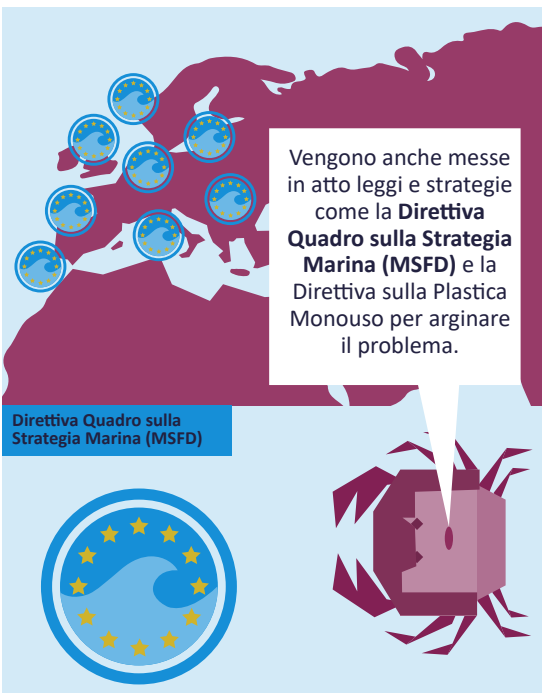 Vengono anche messe
in atto leggi e strategie
come la Direttiva
Quadro sulla Strategia
Marina (MSFD) e la
Direttiva sulla Plastica
Monouso per arginare
il problema.
Direttiva Quadro sulla
Strategia Marina (MSFD)